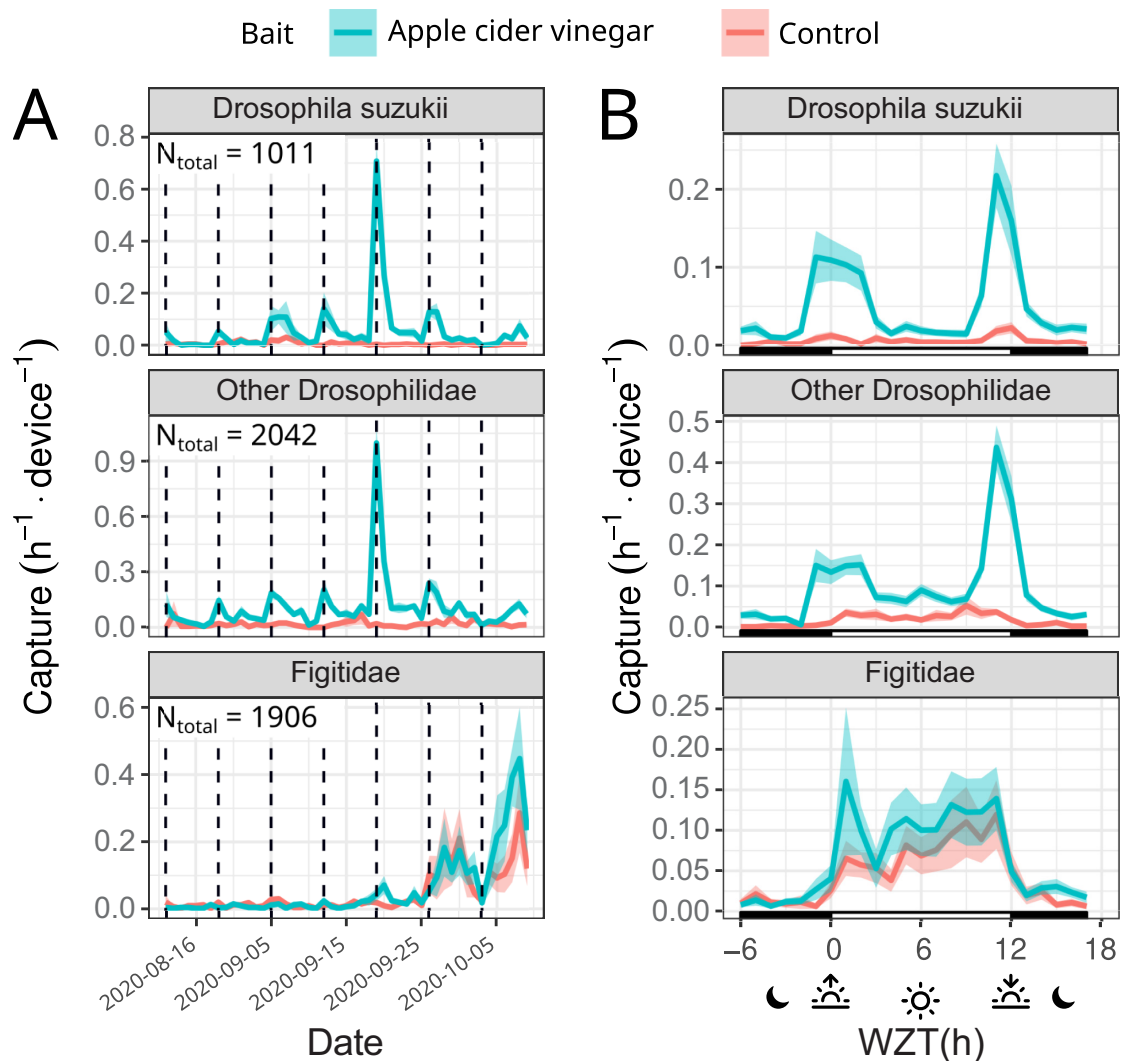 Bait Apple cider vinegar Control
A
Drosophila suzukii
N_total = 1011
0.8
0.6
0.4
0.2
0.0
Other Drosophilidae
N_total = 2042
0.9
0.6
0.3
0.0
Figitidae
N_total = 1906
0.6
0.4
0.2
0.0
Capture (h⁻¹ · device⁻¹)
2020-08-16
2020-09-05
2020-09-15
2020-09-25
2020-10-05
Date
B
Drosophila suzukii
0.2
0.1
0.0
Other Drosophilidae
0.5
0.4
0.3
0.2
0.1
0.0
Figitidae
0.25
0.20
0.15
0.10
0.05
0.00
Capture (h⁻¹ · device⁻¹)
−6 0 6 12 18
WZT(h)